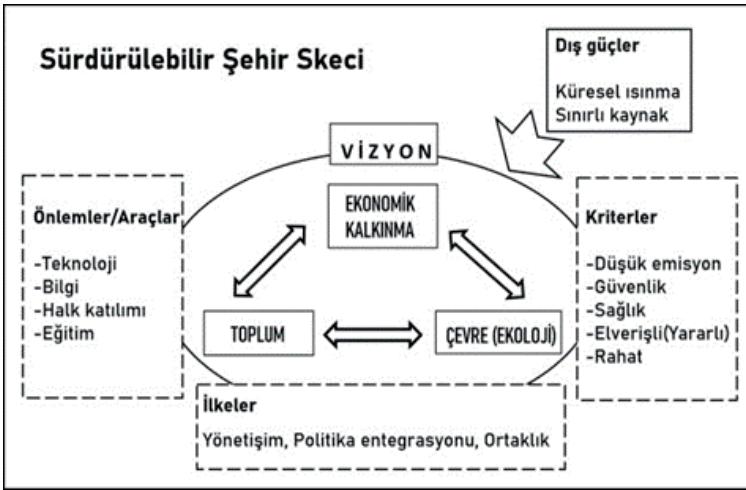 Sürdürülebilir Şehir Skeci
Dış güçler
Küresel ısınma
Sınırlı kaynak
VİZYON
Önlemler/Araçlar
-Teknoloji
-Bilgi
-Halk katılımı
-Eğitim
EKONOMİK
KALKINMA
TOPLUM
ÇEVRE (EKOLOJİ)
Kriterler
-Düşük emisyon
-Güvenlik
-Sağlık
-Elverişli(Yararlı)
-Rahat
İlkeler
Yönetişim, Politika entegrasyonu, Ortaklık